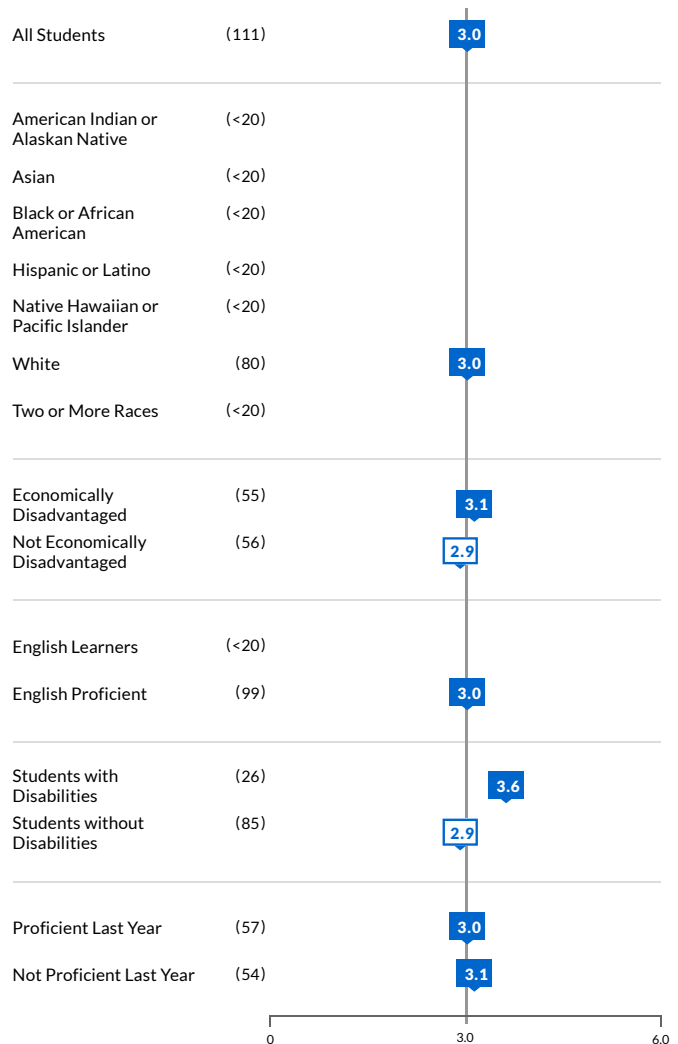 All Students (111) 3.0
American Indian or (<20)
Alaskan Native
Asian (<20)
Black or African (<20)
American
Hispanic or Latino (<20)
Native Hawaiian or (<20)
Pacific Islander
White (80) 3.0
Two or More Races (<20)
Economically (55) 3.1
Disadvantaged
Not Economically (56) 2.9
Disadvantaged
English Learners (<20)
English Proficient (99) 3.0
Students with (26) 3.6
Disabilities
Students without (85) 2.9
Disabilities
Proficient Last Year (57) 3.0
Not Proficient Last Year (54) 3.1
0 3.0 6.0